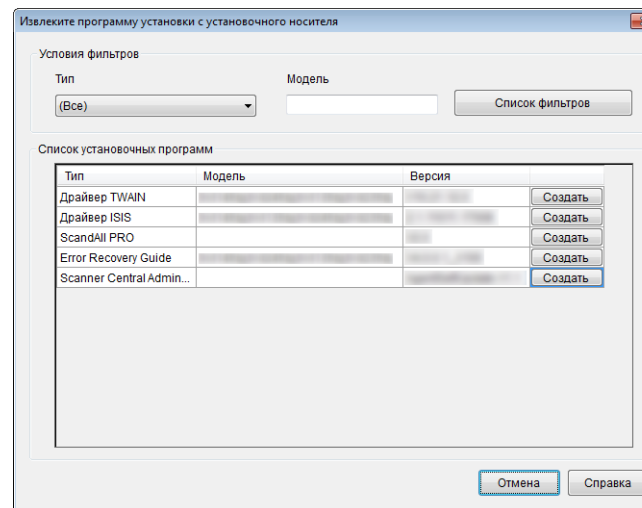 Извлеките программу установки с установочного носителя
Условия фильтров
Тип Модель
(Все) Список фильтров
Список установочных программ
Тип Модель Версия
Драйвер TWAIN Создать
Драйвер ISIS Создать
ScandAll PRO Создать
Error Recovery Guide Создать
Scanner Central Admin... Создать
Отмена Справка